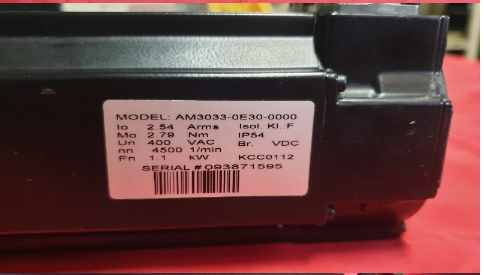 MODEL: AM3033-0E30-0000
Io 2.54 Arms Isol. Kl.:F
Mo 2.79 Nm IP54
Un 400 VAC Br. VDC
nn 4500 1/min
Pn 1.1 kW KCC0112
SERIAL # 093871595